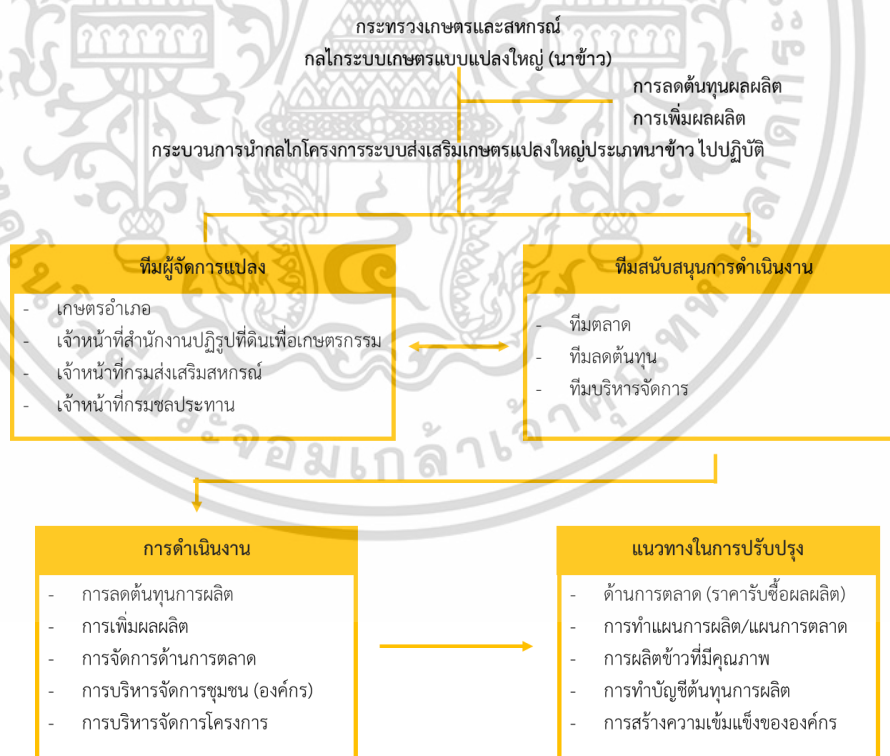 กระทรวงเกษตรและสหกรณ์
กลไกระบบเกษตรแบบแปลงใหญ่ (นาข้าว)
การลดต้นทุนผลผลิต
การเพิ่มผลผลิต
กระบวนการนำกลไกโครงการระบบส่งเสริมเกษตรแปลงใหญ่ประเภทนาข้าว ไปปฏิบัติ
ทีมผู้จัดการแปลง
- เกษตรอำเภอ
- เจ้าหน้าที่สำนักงานปฏิรูปที่ดินเพื่อเกษตรกรรม
- เจ้าหน้าที่กรมส่งเสริมสหกรณ์
- เจ้าหน้าที่กรมชลประทาน
ทีมสนับสนุนการดำเนินงาน
- ทีมตลาด
- ทีมลดต้นทุน
- ทีมบริหารจัดการ
การดำเนินงาน
- การลดต้นทุนการผลิต
- การเพิ่มผลผลิต
- การจัดการด้านการตลาด
- การบริหารจัดการชุมชน (องค์กร)
- การบริหารจัดการโครงการ
แนวทางในการปรับปรุง
- ด้านการตลาด (ราคารับซื้อผลผลิต)
- การทำแผนการผลิต/แผนการตลาด
- การผลิตข้าวที่มีคุณภาพ
- การทำบัญชีต้นทุนการผลิต
- การสร้างความเข้มแข็งขององค์กร